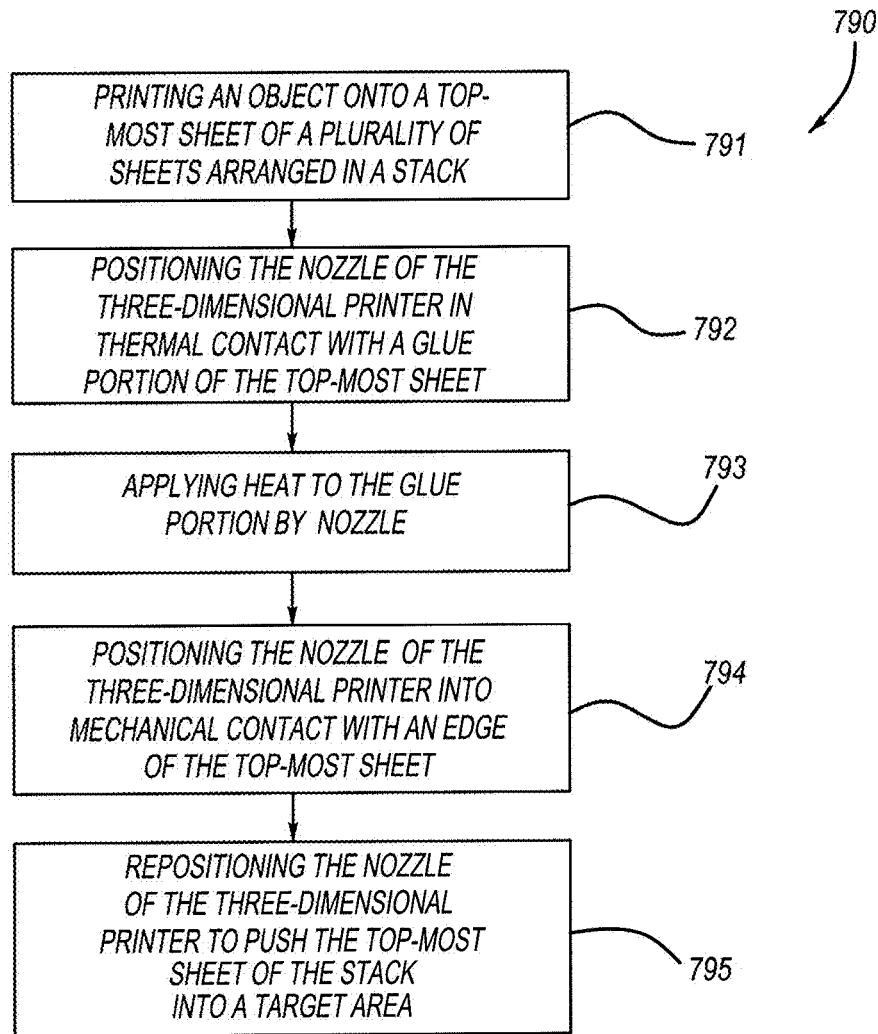 790
PRINTING AN OBJECT ONTO A TOP-
MOST SHEET OF A PLURALITY OF
SHEETS ARRANGED IN A STACK
791
POSITIONING THE NOZZLE OF THE
THREE-DIMENSIONAL PRINTER IN
THERMAL CONTACT WITH A GLUE
PORTION OF THE TOP-MOST SHEET
792
APPLYING HEAT TO THE GLUE
PORTION BY NOZZLE
793
POSITIONING THE NOZZLE OF THE
THREE-DIMENSIONAL PRINTER INTO
MECHANICAL CONTACT WITH AN EDGE
OF THE TOP-MOST SHEET
794
REPOSITIONING THE NOZZLE
OF THE THREE-DIMENSIONAL
PRINTER TO PUSH THE TOP-MOST
SHEET OF THE STACK
INTO A TARGET AREA
795